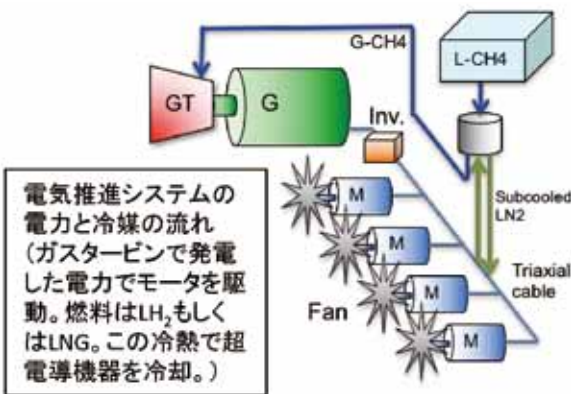 G-CH4
L-CH4
GT
G
Inv.
Subcooled
LN2
電気推進システムの
電力と冷媒の流れ
（ガスタービンで発電
した電力でモータを駆
動。燃料はLH₂もしく
はLNG。この冷熱で超
電導機器を冷却。）
M
M
M
M
Triaxial
cable
Fan